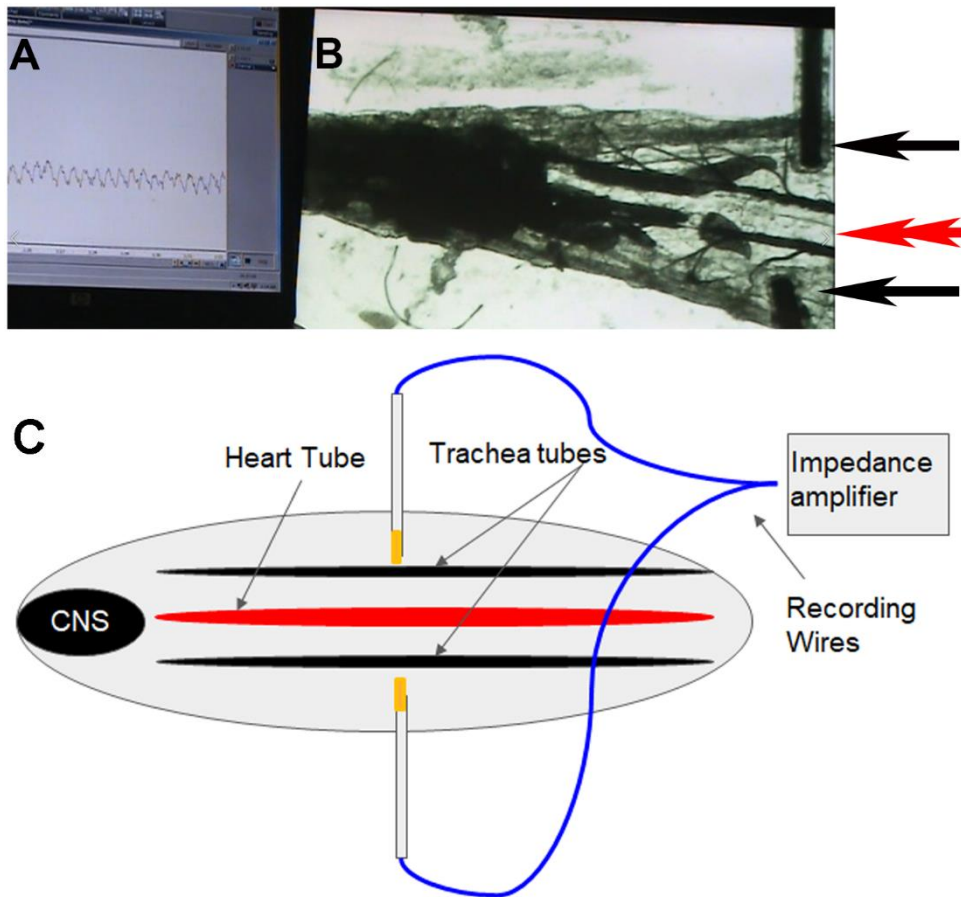 A
B
C
Heart Tube
Trachea tubes
Impedance
amplifier
CNS
Recording
Wires